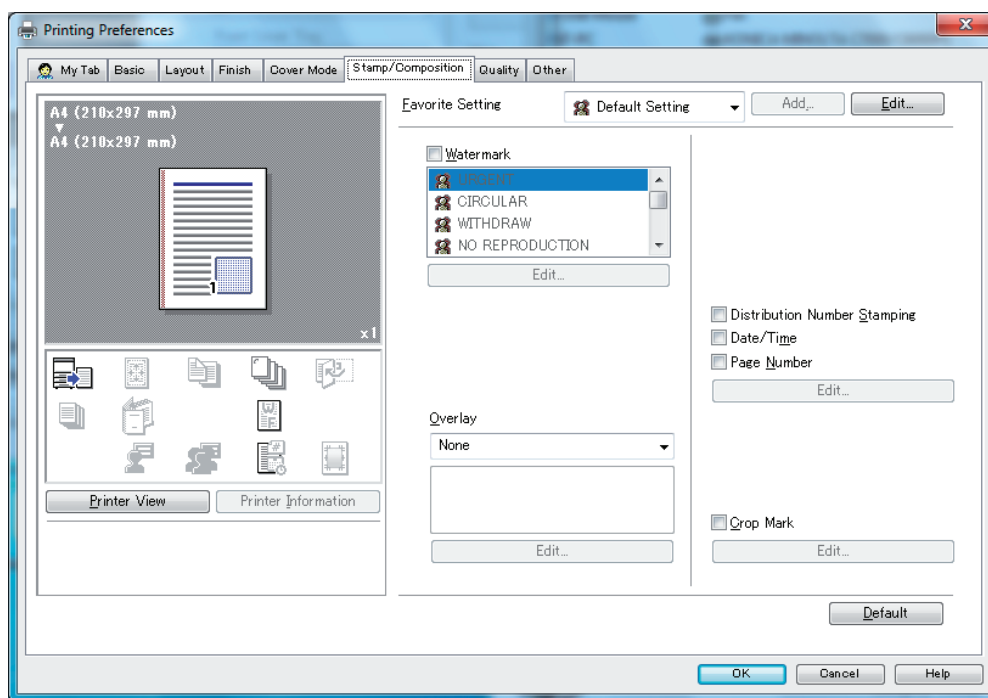 Printing Preferences
My Tab Basic Layout Finish Cover Mode Stamp/Composition Quality Other
A4 (210x297 mm)
A4 (210x297 mm)
1
x1
Printer View Printer Information
Favorite Setting Default Setting Add... Edit...
Watermark
URGENT
CIRCULAR
WITHDRAW
NO REPRODUCTION
Edit...
Overlay
None
Edit...
Distribution Number Stamping
Date/Time
Page Number
Edit...
Crop Mark
Edit...
Default
OK Cancel Help